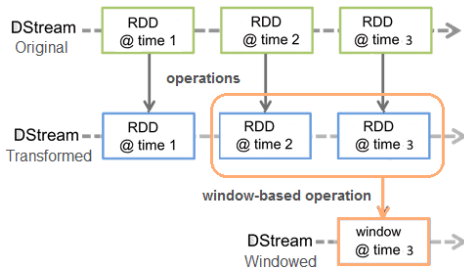 DStream
Original
RDD
@ time 1
RDD
@ time 2
RDD
@ time 3
operations
DStream
Transformed
RDD
@ time 1
RDD
@ time 2
RDD
@ time 3
window-based operation
DStream
Windowed
window
@ time 3